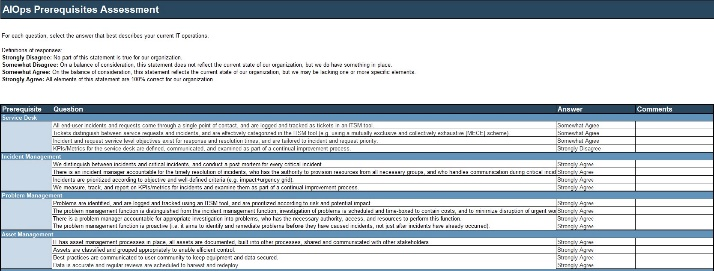 AIOps Prerequisites Assessment
For each question, select the answer that best describes your current IT operations.
Definitions of responses:
Strongly Disagree: No part of this statement is true for our organization.
Somewhat Disagree: On a balance of consideration, this statement does not reflect the current state of our organization, but we do have something in place.
Somewhat Agree: On the balance of consideration, this statement reflects the current state of our organization, but we may be lacking one or more specific elements.
Strongly Agree: All elements of this statement are 100% correct for our organization.
Prerequisite Question Answer Comments
Service Desk
All end-user incidents and requests come through a single point of contact, and are logged and tracked as tickets in an ITSM tool. Somewhat Agree
Tickets distinguish between service requests and incidents, and are effectively categorized in the ITSM tool (e.g. using a mutually exclusive and collectively exhaustive [MECE] scheme). Somewhat Agree
Incident and request service level objectives exist for response and resolution times, and are tailored to incident and request priority. Somewhat Agree
KPIs/Metrics for the service desk are defined, communicated, and examined as part of a continual improvement process. Strongly Disagree
Incident Management
We distinguish between incidents and critical incidents, and conduct a post-mortem for every critical incident. Strongly Agree
There is an incident manager accountable for the timely resolution of incidents, who has the authority to provision resources from all necessary groups, and who handles communication during critical incid Strongly Agree
Incidents are prioritized according to objective and well-defined criteria (e.g. impact+urgency grid). Strongly Agree
We measure, track, and report on KPIs/metrics for incidents and examine them as part of a continual improvement process. Strongly Agree
Problem Management
Problems are identified, and are logged and tracked using an ITSM tool, and are prioritized according to risk and potential impact. Strongly Agree
The problem management function is distinguished from the incident management function, investigation of problems is scheduled and time-boxed to contain costs, and to minimize disruption of urgent wor Strongly Agree
There is a problem manager accountable for appropriate investigation into problems, who has the necessary authority, access, and resources to perform this function. Strongly Agree
The problem management function is proactive (i.e. it aims to identify and remediate problems before they have caused incidents, not just after incidents have already occurred). Strongly Agree
Asset Management
IT has asset management processes in place, all assets are documented, built into other processes, shared and communicated with other stakeholders. Strongly Agree
Assets are classified and grouped appropriately to enable efficient control. Strongly Agree
Best practices are communicated to user community to keep equipment and data secured. Strongly Agree
Data is accurate and regular reviews are scheduled to harvest and redeploy. Strongly Agree